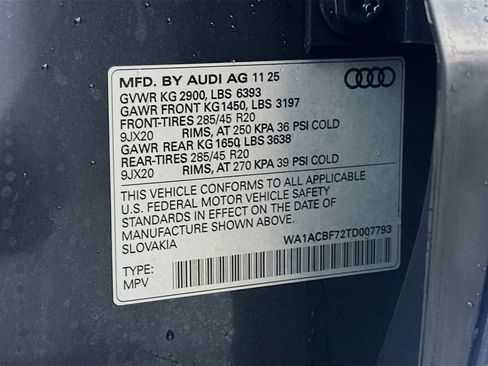 MFD. BY AUDI AG 11 25
GVWR KG 2900, LBS 6393
GAWR FRONT KG1450, LBS 3197
FRONT-TIRES 285/45 R20
9JX20 RIMS, AT 250 KPA 36 PSI COLD
GAWR REAR KG 1650, LBS 3638
REAR-TIRES 285/45 R20
9JX20 RIMS, AT 270 KPA 39 PSI COLD
THIS VEHICLE CONFORMS TO ALL APPLICABLE
U.S. FEDERAL MOTOR VEHICLE SAFETY
STANDARDS IN EFFECT ON THE DATE OF
MANUFACTURE SHOWN ABOVE.
SLOVAKIA WA1ACBF72TD007793
TYPE:
MPV